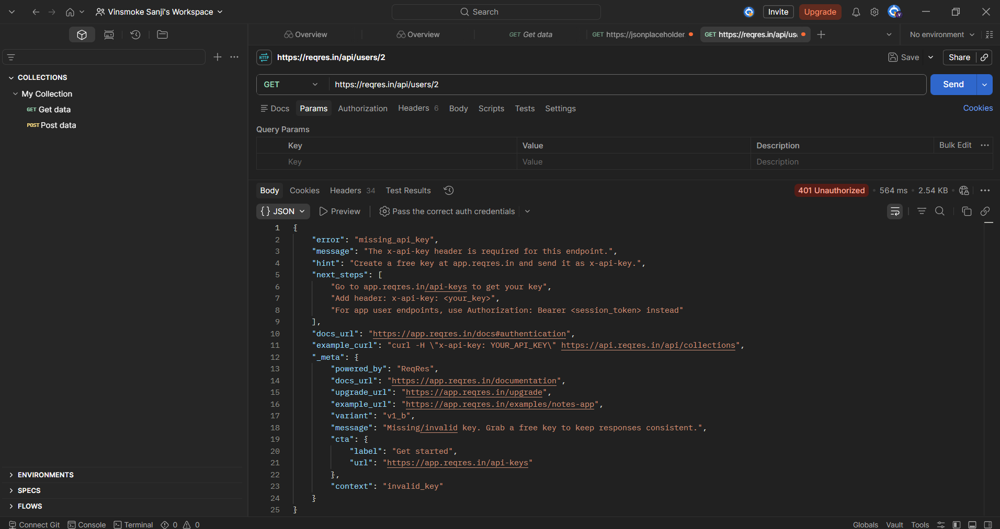 Vinsmoke Sanji's Workspace
Search
Invite
Upgrade
Overview
Overview
GET Get data
GET https://jsonplaceholder.
GET https://reqres.in/api/us
No environment
COLLECTIONS
My Collection
GET Get data
POST Post data
ENVIRONMENTS
SPECS
FLOWS
HTTP https://reqres.in/api/users/2
Save
Share
GET https://reqres.in/api/users/2
Send
Docs Params Authorization Headers 6 Body Scripts Tests Settings
Cookies
Query Params
Key Value Description Bulk Edit
Key Value Description
Body Cookies Headers 34 Test Results
401 Unauthorized • 564 ms • 2.54 KB •
{ } JSON Preview Pass the correct auth credentials
1 {
2 "error": "missing_api_key",
3 "message": "The x-api-key header is required for this endpoint.",
4 "hint": "Create a free key at app.reqres.in and send it as x-api-key.",
5 "next_steps": [
6 "Go to app.reqres.in/api-keys to get your key",
7 "Add header: x-api-key: <your_key>",
8 "For app user endpoints, use Authorization: Bearer <session_token> instead"
9 ],
10 "docs_url": "https://app.reqres.in/docs#authentication",
11 "example_curl": "curl -H \"x-api-key: YOUR_API_KEY\" https://api.reqres.in/api/collections",
12 "_meta": {
13 "powered_by": "ReqRes",
14 "docs_url": "https://app.reqres.in/documentation",
15 "upgrade_url": "https://app.reqres.in/upgrade",
16 "example_url": "https://app.reqres.in/examples/notes-app",
17 "variant": "v1_b",
18 "message": "Missing/invalid key. Grab a free key to keep responses consistent.",
19 "cta": {
20 "label": "Get started",
21 "url": "https://app.reqres.in/api-keys"
22 },
23 "context": "invalid_key"
24 }
25 }
Connect Git Console Terminal 0 0
Globals Vault Tools